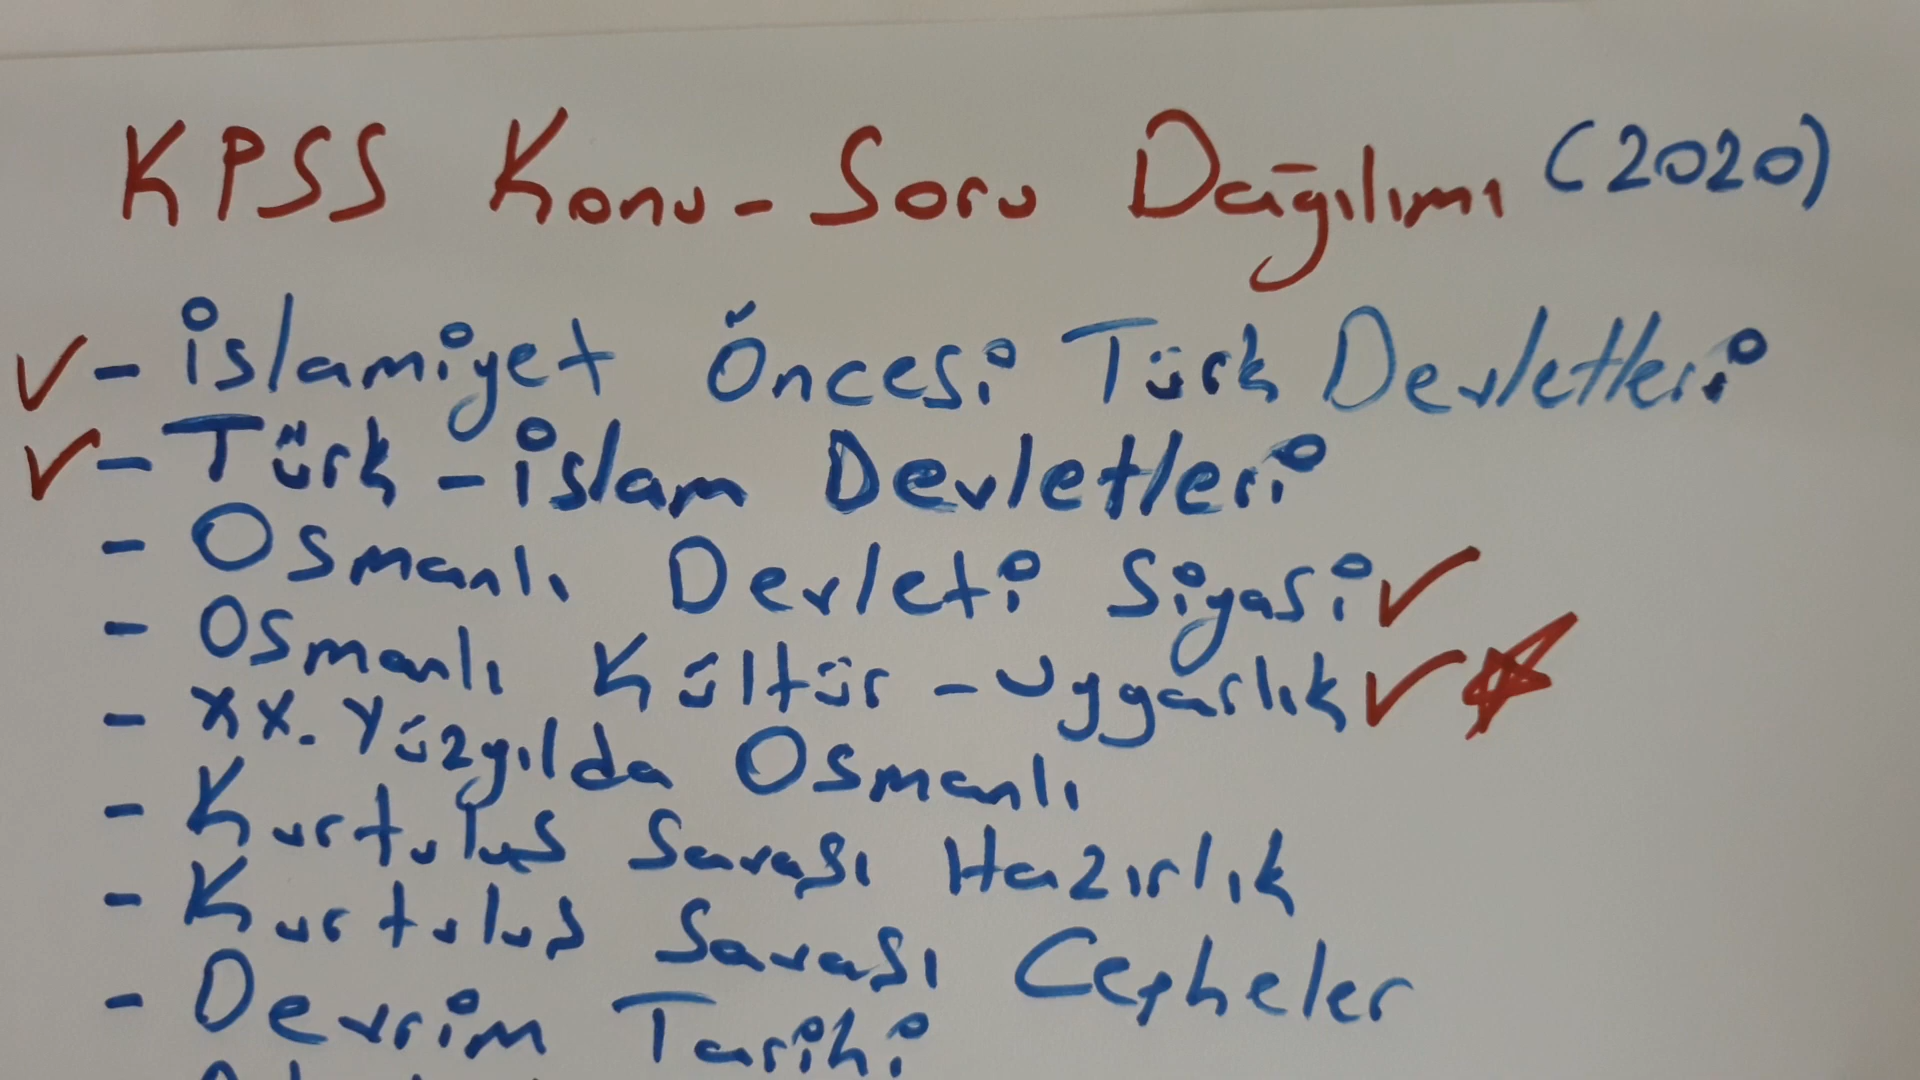 KPSS Konu-Soru Dağılımı (2020)
- İslamiyet Öncesi Türk Devletleri
- Türk-İslam Devletleri
- Osmanlı Devleti Siyasi
- Osmanlı Kültür-Uygarlık
- XX. Yüzyılda Osmanlı
- Kurtuluş Savaşı Hazırlık
- Kurtuluş Savaşı Cepheler
- Devrim Tarihi